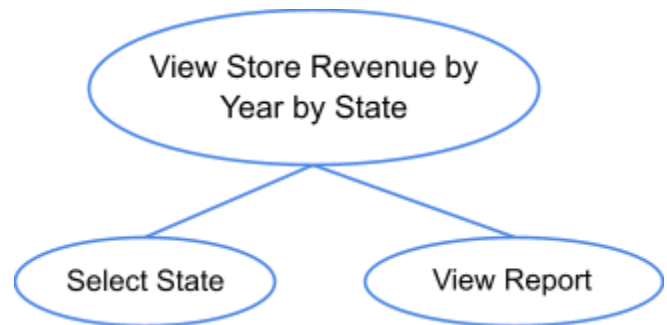 View Store Revenue by
Year by State
Select State
View Report